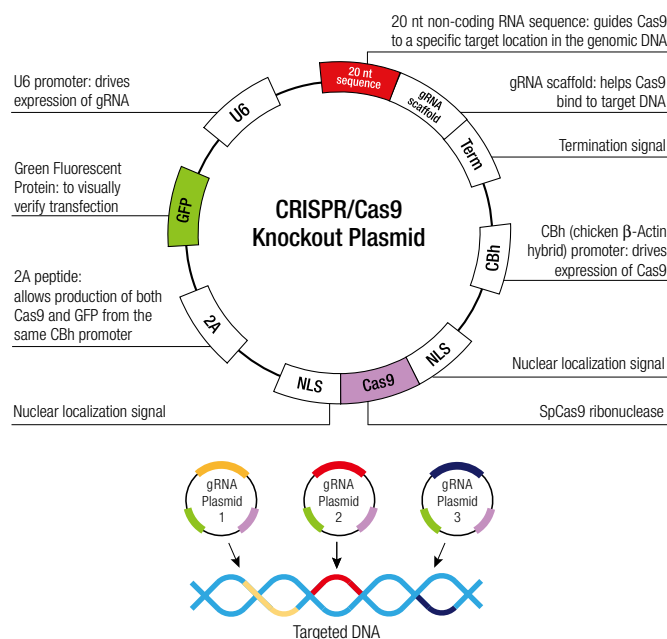 20 nt non-coding RNA sequence: guides Cas9
to a specific target location in the genomic DNA
U6 promoter: drives
expression of gRNA
gRNA scaffold: helps Cas9
bind to target DNA
Termination signal
Green Fluorescent
Protein: to visually
verify transfection
CBh (chicken β-Actin
hybrid) promoter: drives
expression of Cas9
2A peptide:
allows production of both
Cas9 and GFP from the
same CBh promoter
Nuclear localization signal
Nuclear localization signal
SpCas9 ribonuclease
20 nt
sequence
gRNA
scaffold
Term
CBh
NLS
Cas9
NLS
2A
GFP
U6
CRISPR/Cas9
Knockout Plasmid
gRNA
Plasmid
1
gRNA
Plasmid
2
gRNA
Plasmid
3
Targeted DNA